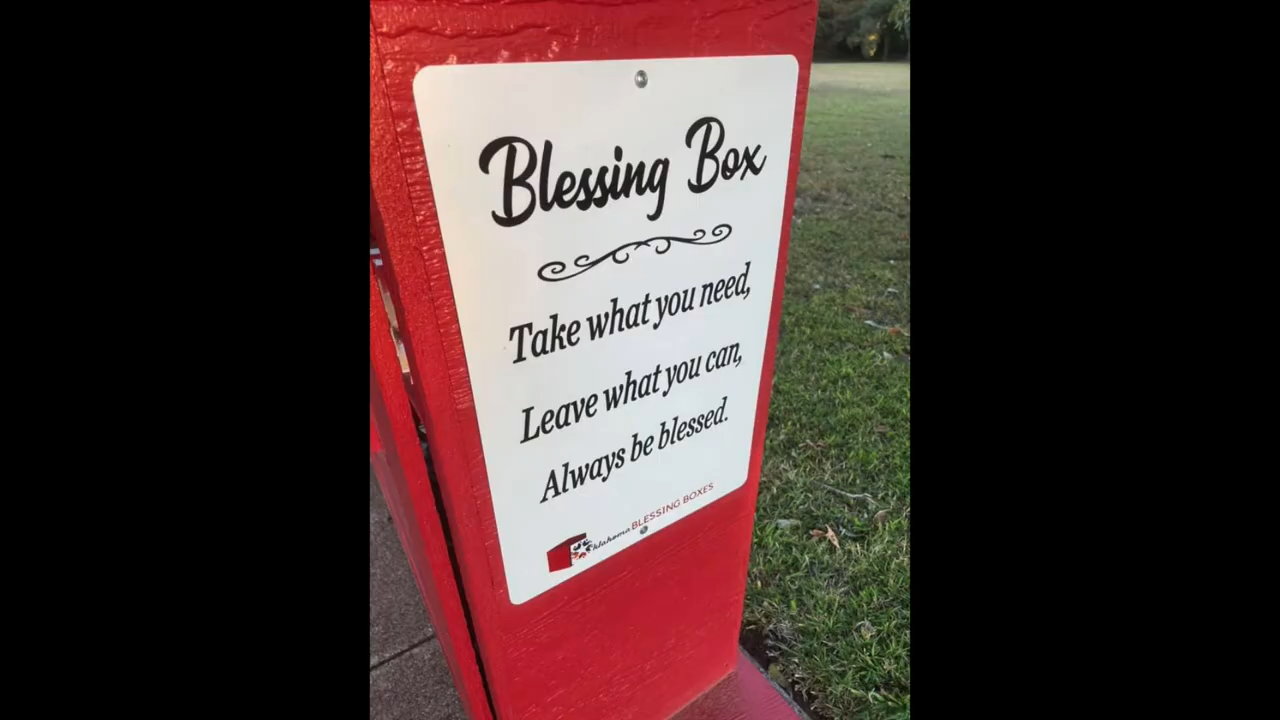 Blessing Box
Take what you need,
Leave what you can,
Always be blessed.
Oklahoma BLESSING BOXES